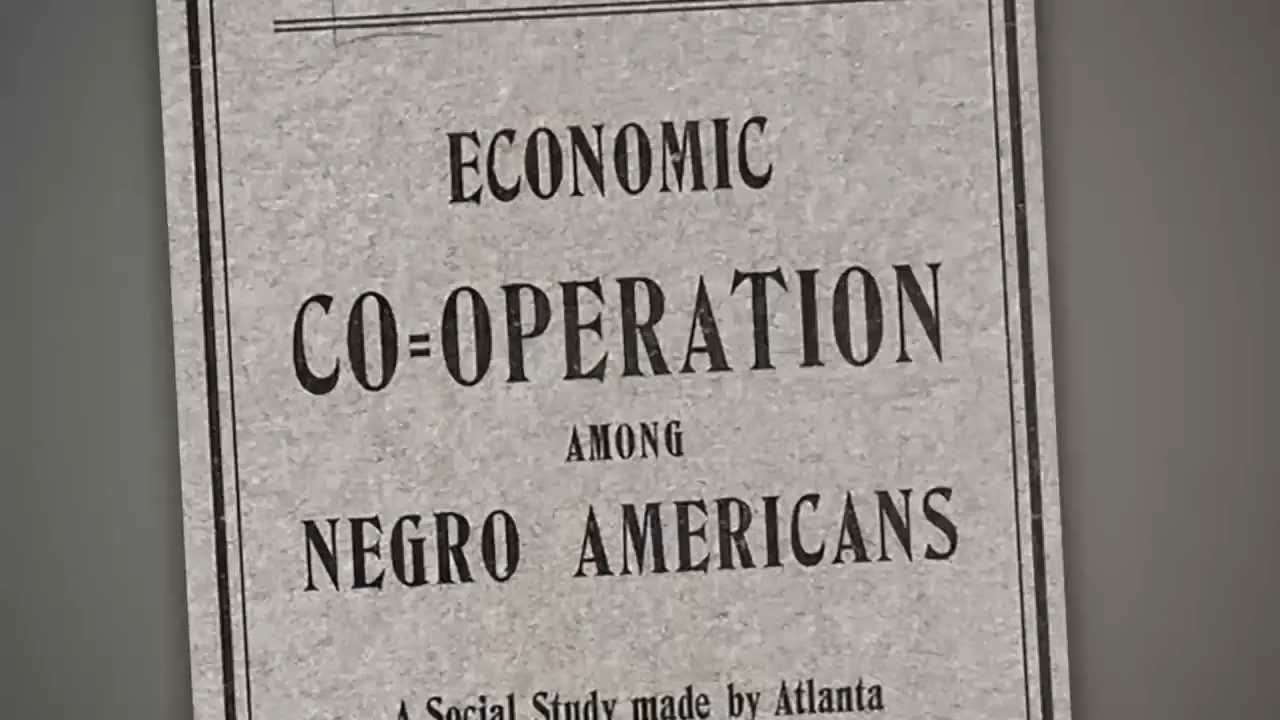 ECONOMIC
CO=OPERATION
AMONG
NEGRO AMERICANS
A Social Study made by Atlanta